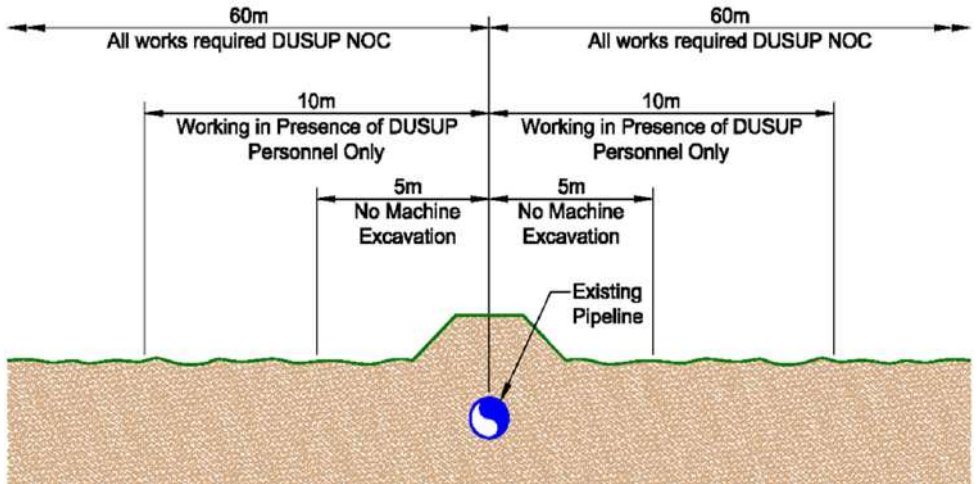 60m
All works required DUSUP NOC
60m
All works required DUSUP NOC
10m
Working in Presence of DUSUP
Personnel Only
10m
Working in Presence of DUSUP
Personnel Only
5m
No Machine
Excavation
5m
No Machine
Excavation
Existing
Pipeline